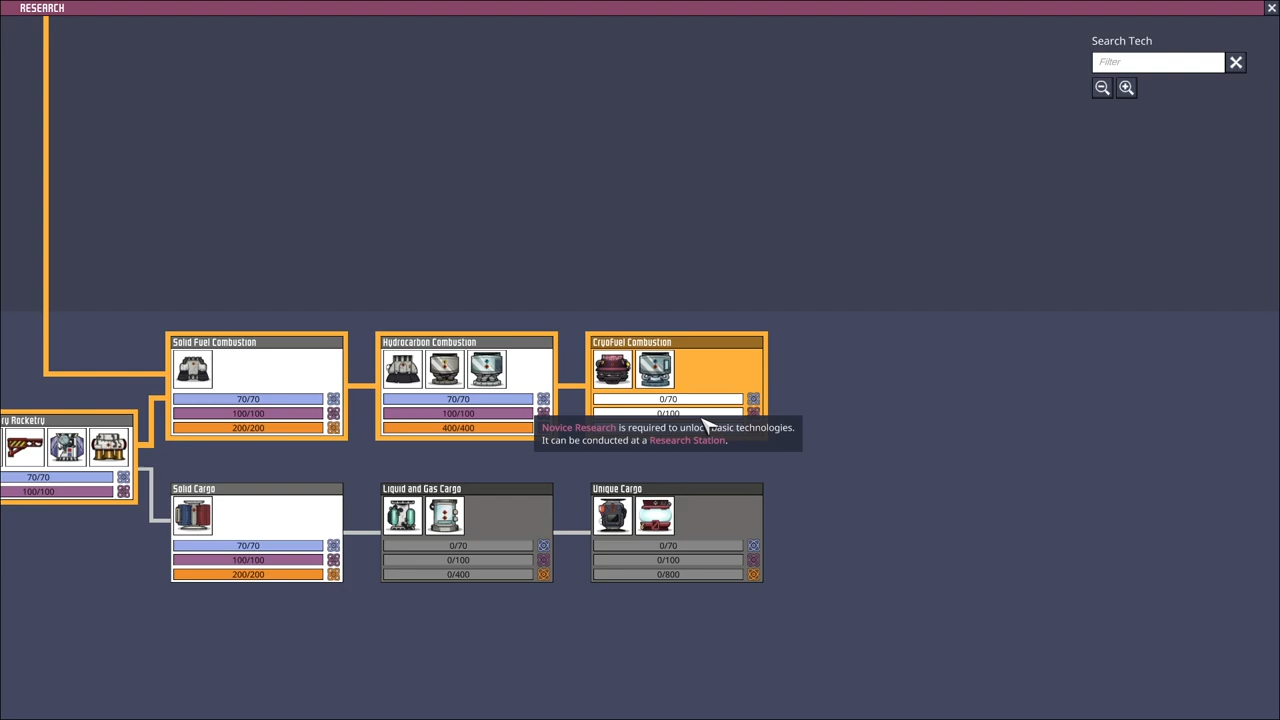 RESEARCH
Search Tech
Filter
Solid Fuel Combustion
70/70
100/100
200/200
Hydrocarbon Combustion
70/70
100/100
400/400
CryoFuel Combustion
0/70
0/100
Novice Research is required to unlock basic technologies.
It can be conducted at a Research Station.
ry Rocketry
70/70
100/100
Solid Cargo
70/70
100/100
200/200
Liquid and Gas Cargo
0/70
0/100
0/400
Unique Cargo
0/70
0/100
0/800